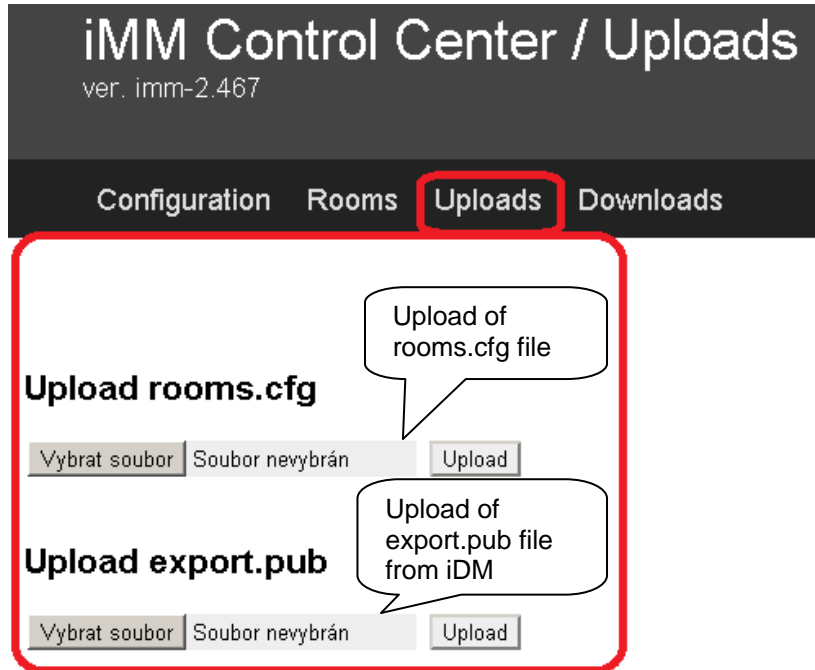 iMM Control Center / Uploads
ver. imm-2.467
Configuration Rooms Uploads Downloads
Upload of
rooms.cfg file
Upload rooms.cfg
Vybrat soubor Soubor nevybrán Upload
Upload of
export.pub file
from iDM
Upload export.pub
Vybrat soubor Soubor nevybrán Upload